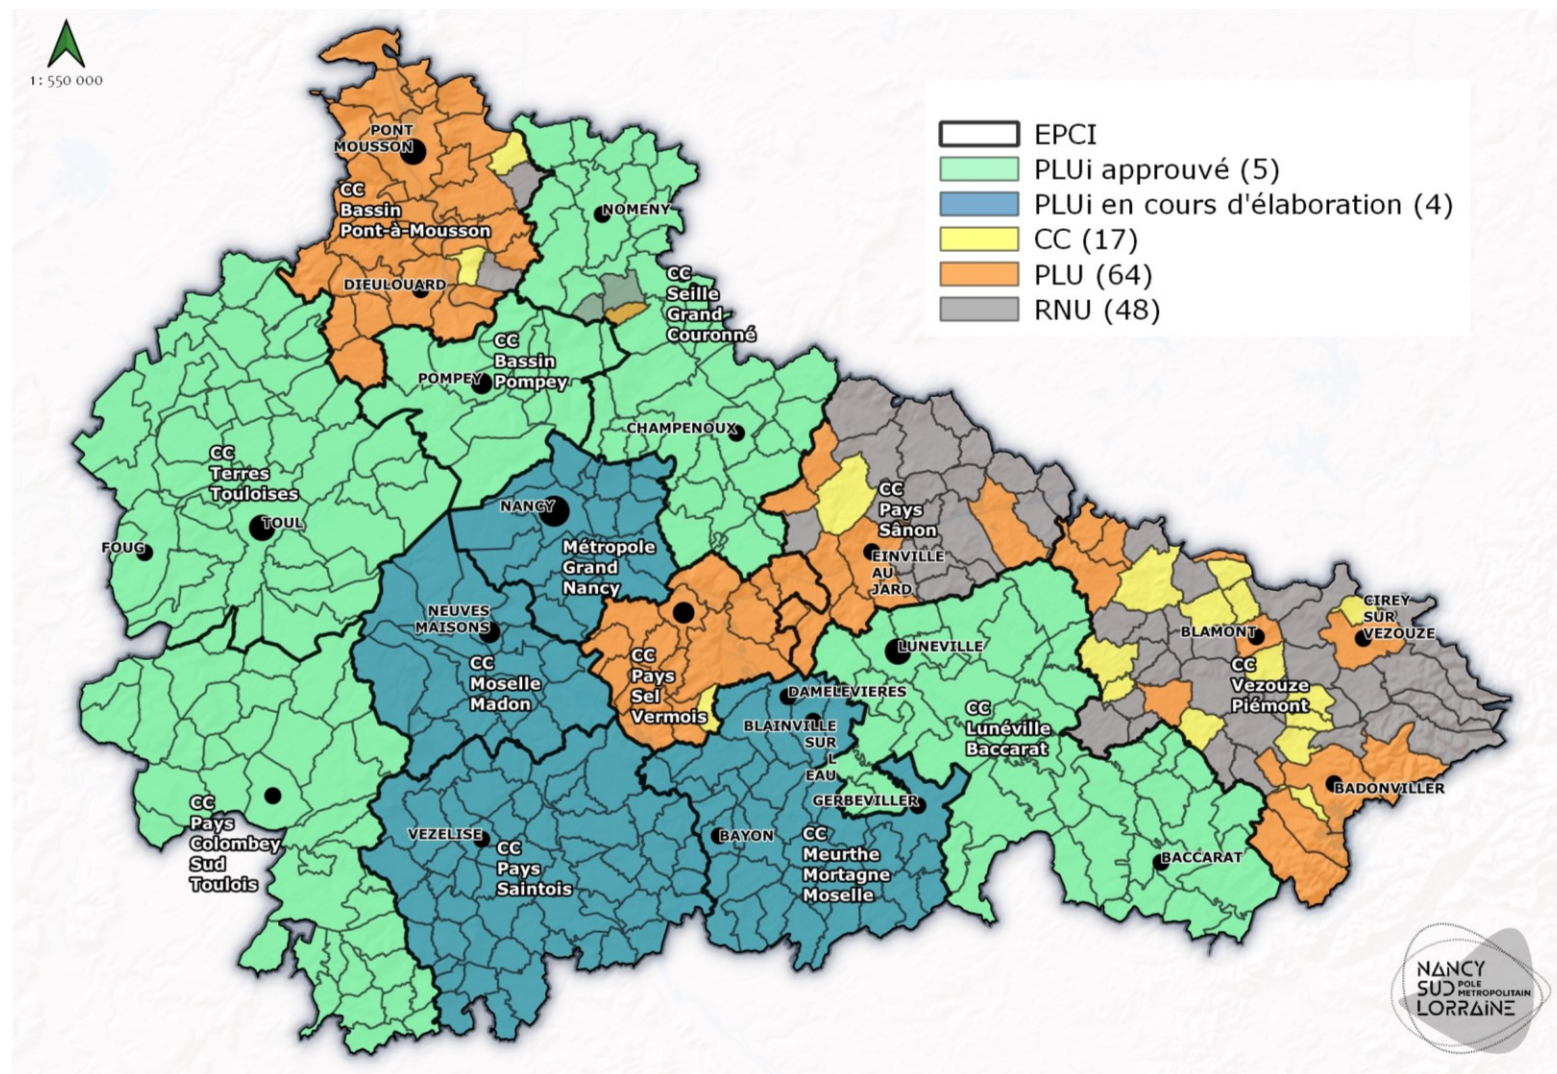 1 : 550 000
EPCI
PLUi approuvé (5)
PLUi en cours d'élaboration (4)
CC (17)
PLU (64)
RNU (48)
PONT
MOUSSON
CC
Bassin
Pont-à-Mousson
NOMENY
DIEULOUARD
CC
Seille
Grand
Couronné
CC
Bassin
Pompey
POMPEY
CHAMPENOUX
CC
Terres
Touloises
TOUL
FOUG
NANCY
Métropole
Grand
Nancy
CC
Pays
Sânon
EINVILLE
AU
JARD
NEUVES
MAISONS
CC
Moselle
Madon
CC
Pays
Sel
Vermois
LUNEVILLE
DAMELEVIERES
BLAINVILLE
SUR
L
EAU
CC
Lunéville
Baccarat
BLAMONT
CIREY
SUR
VEZOUZE
CC
Vezouze
Piémont
BADONVILLER
GERBEVILLER
BACCARAT
CC
Pays
Colombey
Sud
Toulois
VEZELISE
CC
Pays
Saintois
BAYON
CC
Meurthe
Mortagne
Moselle
NANCY
SUD POLE METROPOLITAIN
LORRAINE